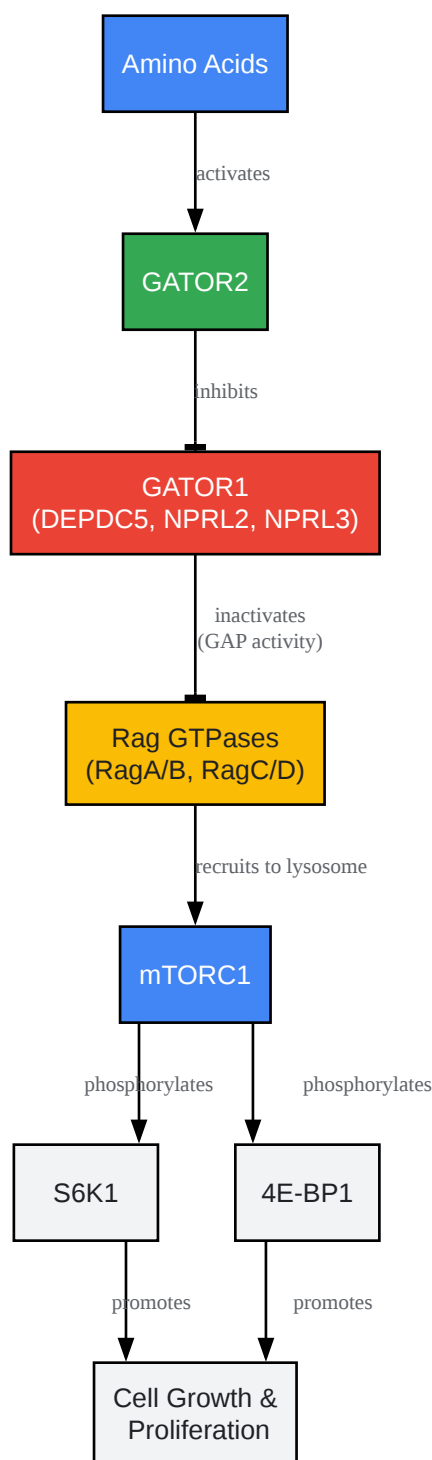 Amino Acids
activates
GATOR2
inhibits
GATOR1
(DEPDC5, NPRL2, NPRL3)
inactivates
(GAP activity)
Rag GTPases
(RagA/B, RagC/D)
recruits to lysosome
mTORC1
phosphorylates
phosphorylates
S6K1
4E-BP1
promotes
promotes
Cell Growth &
Proliferation